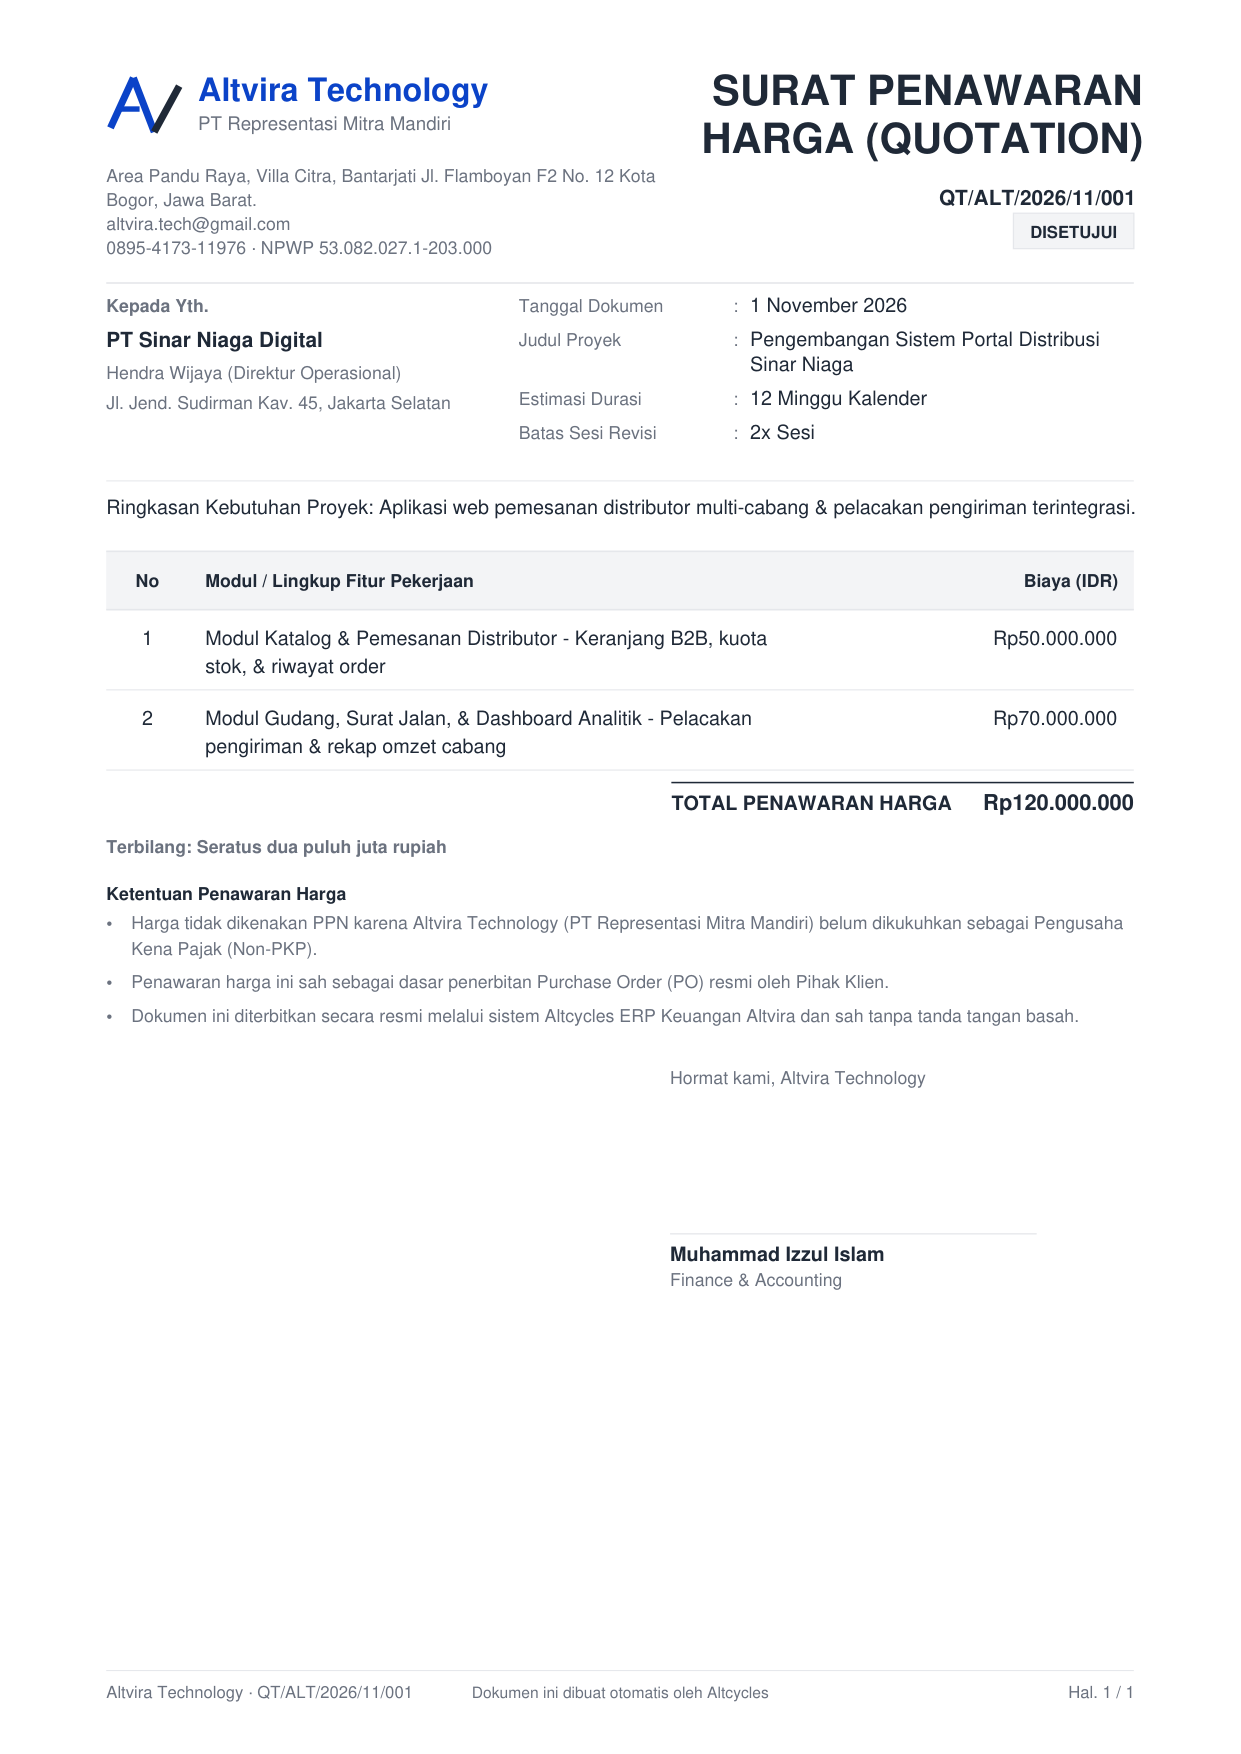 Altvira Technology
PT Representasi Mitra Mandiri
SURAT PENAWARAN
HARGA (QUOTATION)
Area Pandu Raya, Villa Citra, Bantarjati Jl. Flamboyan F2 No. 12 Kota
Bogor, Jawa Barat.
altvira.tech@gmail.com
0895-4173-11976 · NPWP 53.082.027.1-203.000
QT/ALT/2026/11/001
DISETUJUI
Kepada Yth.
PT Sinar Niaga Digital
Hendra Wijaya (Direktur Operasional)
Jl. Jend. Sudirman Kav. 45, Jakarta Selatan
Tanggal Dokumen : 1 November 2026
Judul Proyek : Pengembangan Sistem Portal Distribusi
Sinar Niaga
Estimasi Durasi : 12 Minggu Kalender
Batas Sesi Revisi : 2x Sesi
Ringkasan Kebutuhan Proyek: Aplikasi web pemesanan distributor multi-cabang & pelacakan pengiriman terintegrasi.
No Modul / Lingkup Fitur Pekerjaan Biaya (IDR)
1 Modul Katalog & Pemesanan Distributor - Keranjang B2B, kuota Rp50.000.000
stok, & riwayat order
2 Modul Gudang, Surat Jalan, & Dashboard Analitik - Pelacakan Rp70.000.000
pengiriman & rekap omzet cabang
TOTAL PENAWARAN HARGA Rp120.000.000
Terbilang: Seratus dua puluh juta rupiah
Ketentuan Penawaran Harga
• Harga tidak dikenakan PPN karena Altvira Technology (PT Representasi Mitra Mandiri) belum dikukuhkan sebagai Pengusaha
Kena Pajak (Non-PKP).
• Penawaran harga ini sah sebagai dasar penerbitan Purchase Order (PO) resmi oleh Pihak Klien.
• Dokumen ini diterbitkan secara resmi melalui sistem Altcycles ERP Keuangan Altvira dan sah tanpa tanda tangan basah.
Hormat kami, Altvira Technology
Muhammad Izzul Islam
Finance & Accounting
Altvira Technology · QT/ALT/2026/11/001 Dokumen ini dibuat otomatis oleh Altcycles Hal. 1 / 1